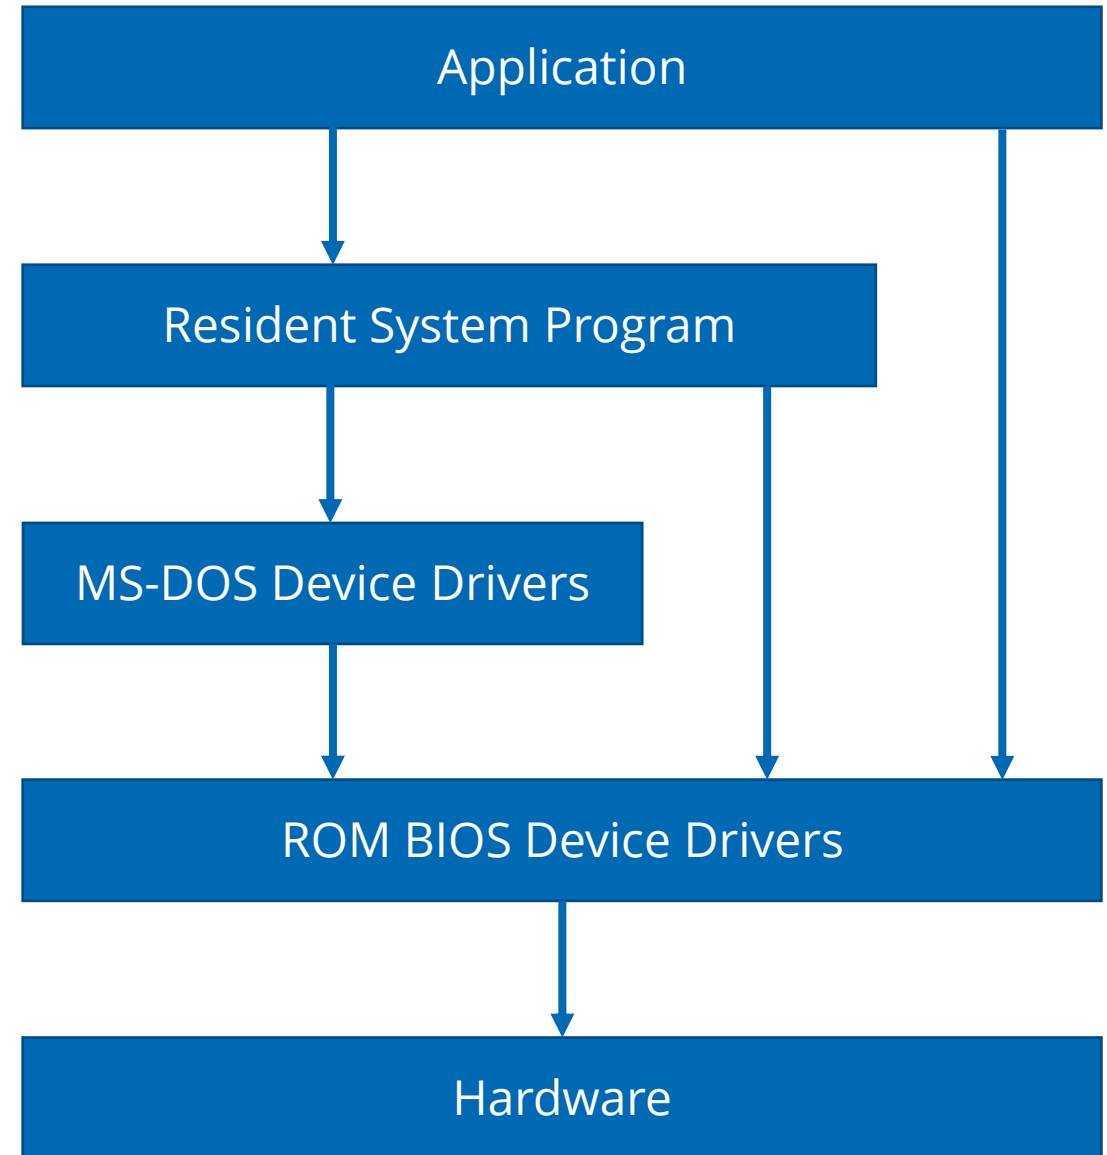 Application
Resident System Program
MS-DOS Device Drivers
ROM BIOS Device Drivers
Hardware